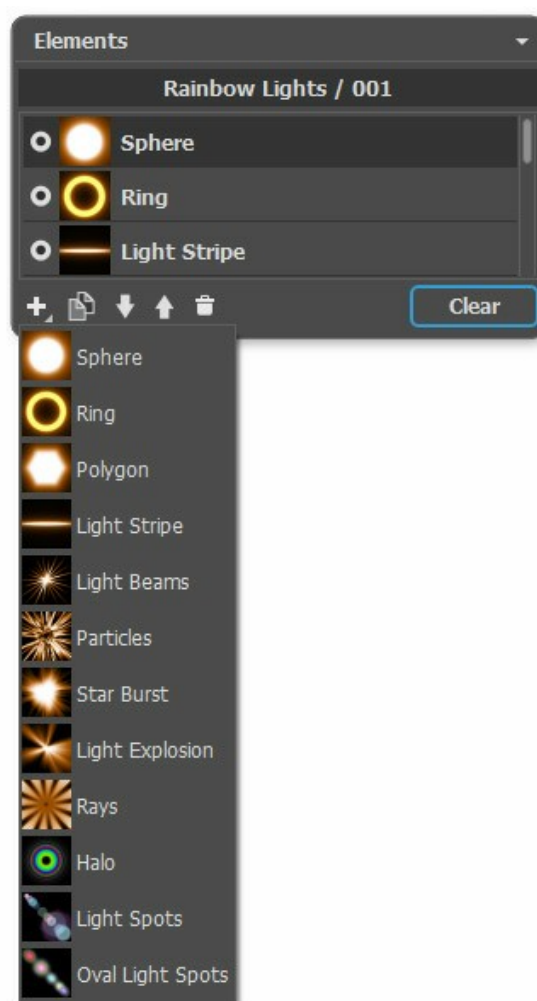 Elements
Rainbow Lights / 001
Sphere
Ring
Light Stripe
Clear
Sphere
Ring
Polygon
Light Stripe
Light Beams
Particles
Star Burst
Light Explosion
Rays
Halo
Light Spots
Oval Light Spots